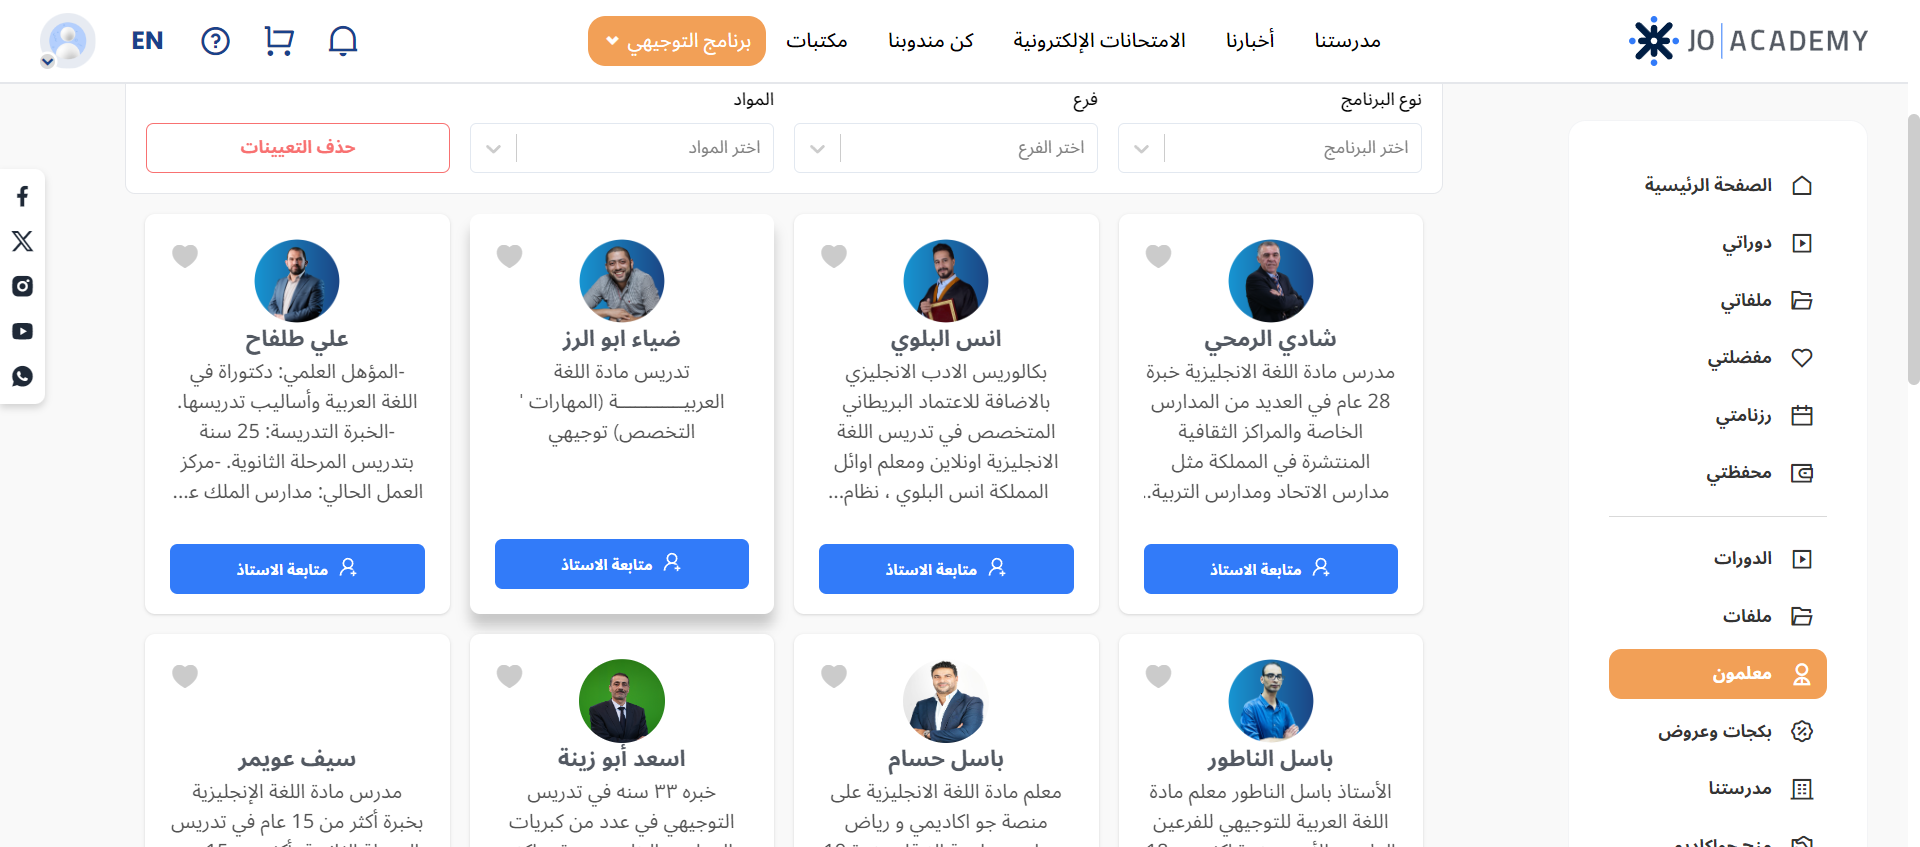 JO ACADEMY
مدرستنا
أخبارنا
الامتحانات الإلكترونية
كن مندوبنا
مكتبات
برنامج التوجيهي
EN
نوع البرنامج
فرع
المواد
اختر البرنامج
اختر الفرع
اختر المواد
حذف التعيينات
الصفحة الرئيسية
دوراتي
ملفاتي
مفضلتي
رزنامتي
محفظتي
الدورات
ملفات
معلمون
بكجات وعروض
مدرستنا
شادي الرمحي
مدرس مادة اللغة الانجليزية خبرة
28 عام في العديد من المدارس
الخاصة والمراكز الثقافية
المنتشرة في المملكة مثل
مدارس الاتحاد ومدارس التربية..
متابعة الاستاذ
انس البلوي
بكالوريس الادب الانجليزي
بالاضافة للاعتماد البريطاني
المتخصص في تدريس اللغة
الانجليزية اونلاين ومعلم اوائل
المملكة انس البلوي ، نظام...
متابعة الاستاذ
ضياء ابو الرز
تدريس مادة اللغة
العربيـــــــــــة (المهارات '
التخصص) توجيهي
متابعة الاستاذ
علي طلفاح
-المؤهل العلمي: دكتوراة في
اللغة العربية وأساليب تدريسها.
-الخبرة التدريسة: 25 سنة
بتدريس المرحلة الثانوية. -مركز
العمل الحالي: مدارس الملك عـ...
متابعة الاستاذ
باسل الناطور
الأستاذ باسل الناطور معلم مادة
اللغة العربية للتوجيهي للفرعين
باسل حسام
معلم مادة اللغة الانجليزية على
منصة جو اكاديمي و رياض
اسعد أبو زينة
خبره ٣٣ سنه في تدريس
التوجيهي في عدد من كبريات
سيف عويمر
مدرس مادة اللغة الإنجليزية
بخبرة أكثر من 15 عام في تدريس